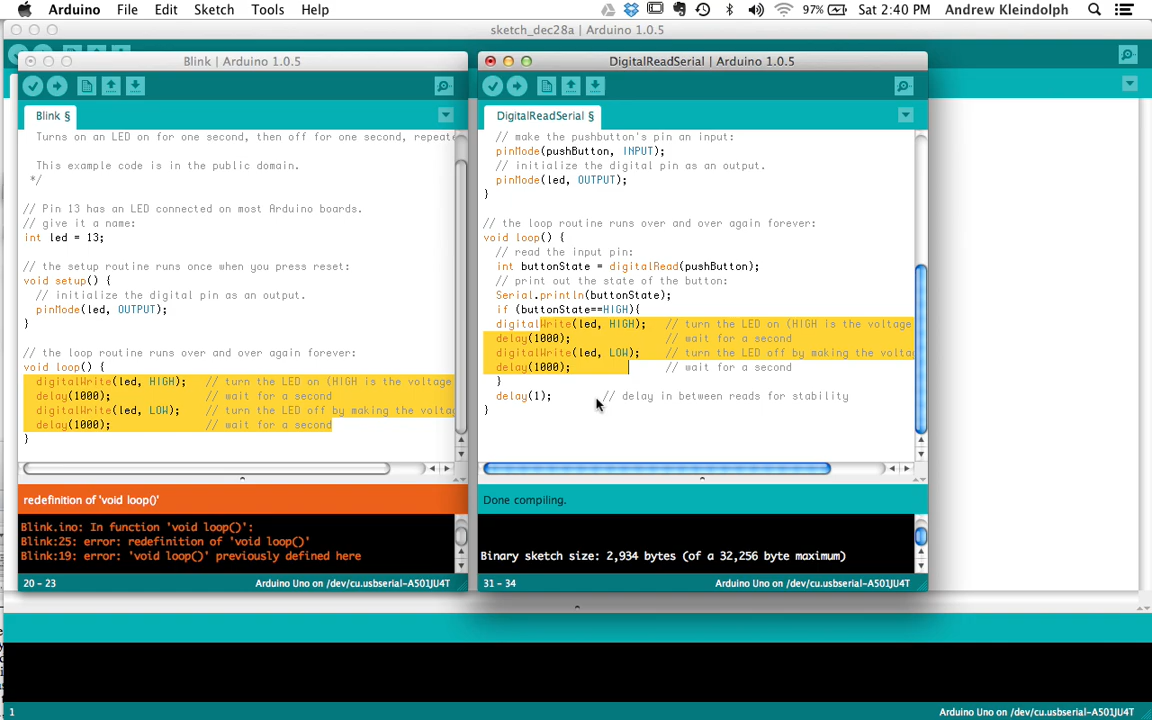 Arduino File Edit Sketch Tools Help 97% Sat 2:40 PM Andrew Kleindolph
sketch_dec28a | Arduino 1.0.5
Blink | Arduino 1.0.5
Blink §
Turns on an LED on for one second, then off for one second, repeate
This example code is in the public domain.
*/
// Pin 13 has an LED connected on most Arduino boards.
// give it a name:
int led = 13;
// the setup routine runs once when you press reset:
void setup() {
// initialize the digital pin as an output.
pinMode(led, OUTPUT);
}
// the loop routine runs over and over again forever:
void loop() {
digitalWrite(led, HIGH); // turn the LED on (HIGH is the voltage
delay(1000); // wait for a second
digitalWrite(led, LOW); // turn the LED off by making the voltag
delay(1000); // wait for a second
}
redefinition of 'void loop()'
Blink.ino: In function 'void loop()':
Blink:25: error: redefinition of 'void loop()'
Blink:19: error: 'void loop()' previously defined here
20 - 23 Arduino Uno on /dev/cu.usbserial-A501JU4T
DigitalReadSerial | Arduino 1.0.5
DigitalReadSerial §
// make the pushbutton's pin an input:
pinMode(pushButton, INPUT);
// initialize the digital pin as an output.
pinMode(led, OUTPUT);
}
// the loop routine runs over and over again forever:
void loop() {
// read the input pin:
int buttonState = digitalRead(pushButton);
// print out the state of the button:
Serial.println(buttonState);
if (buttonState==HIGH){
digitalWrite(led, HIGH); // turn the LED on (HIGH is the voltage
delay(1000); // wait for a second
digitalWrite(led, LOW); // turn the LED off by making the voltag
delay(1000); // wait for a second
}
delay(1); // delay in between reads for stability
}
Done compiling.
Binary sketch size: 2,934 bytes (of a 32,256 byte maximum)
31 - 34 Arduino Uno on /dev/cu.usbserial-A501JU4T
1 Arduino Uno on /dev/cu.usbserial-A501JU4T